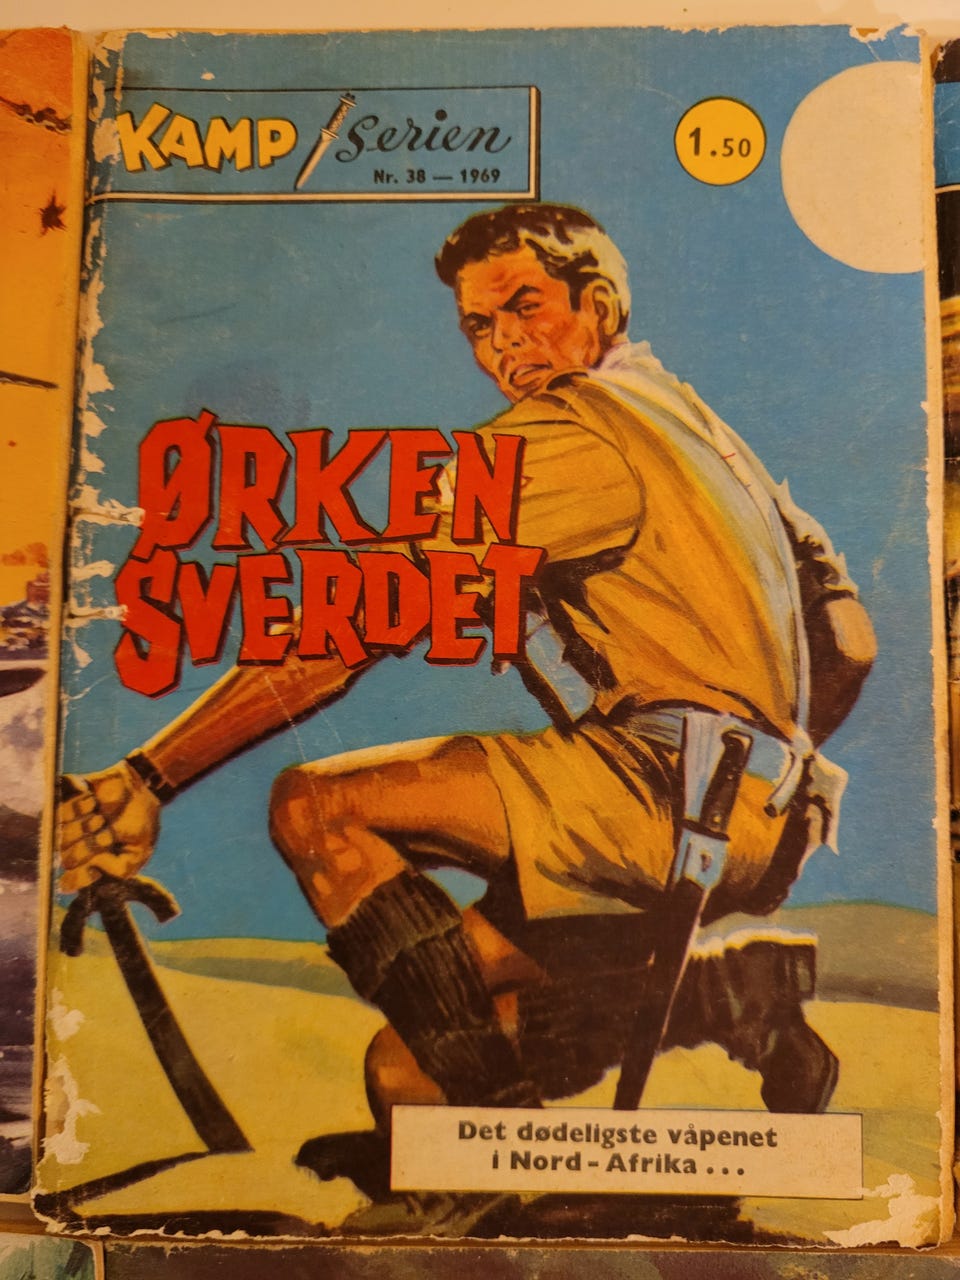 KAMP Serien
Nr. 38 — 1969
1.50
ØRKEN
SVERDET
Det dødeligste våpenet
i Nord-Afrika...